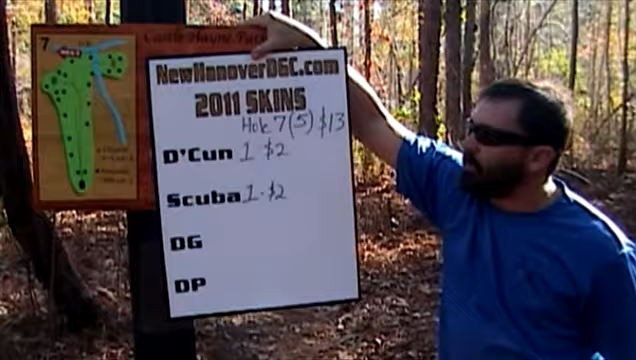 7
Castle Hayne Park
NewHanoverDGC.com
2011 SKINS
Hole 7 (5) $13
D'Cun 1 $2
Scuba 1 - $2
DG
DP